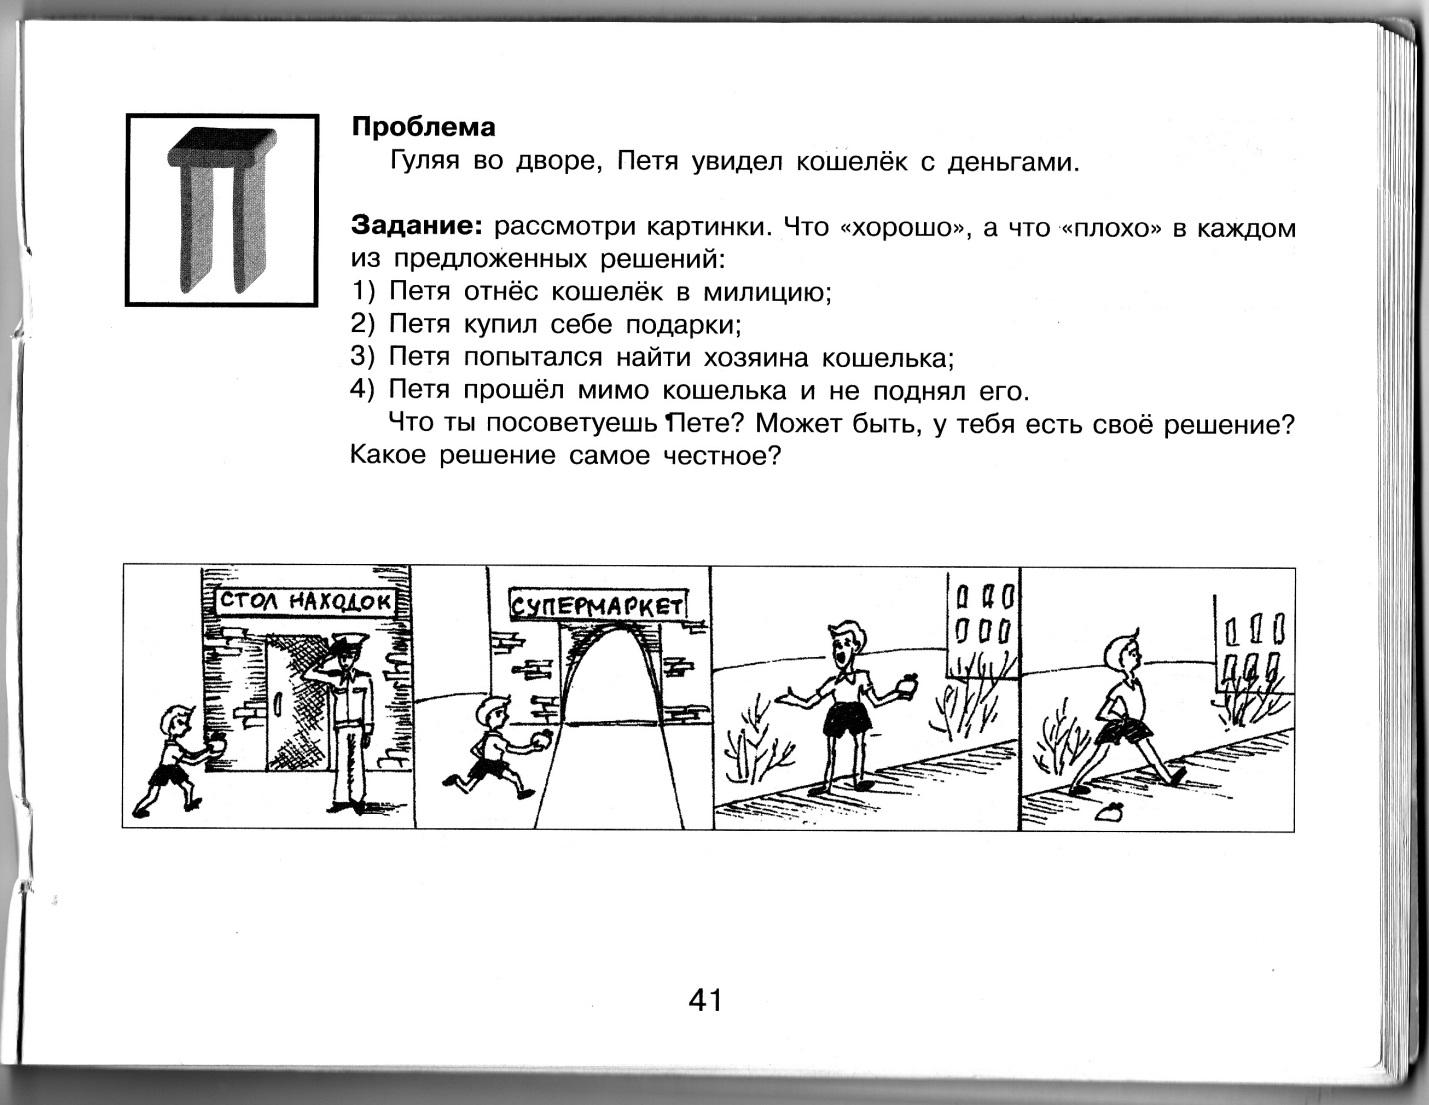 Проблема
Гуляя во дворе, Петя увидел кошелёк с деньгами.
Задание: рассмотри картинки. Что «хорошо», а что «плохо» в каждом
из предложенных решений:
1) Петя отнёс кошелёк в милицию;
2) Петя купил себе подарки;
3) Петя попытался найти хозяина кошелька;
4) Петя прошёл мимо кошелька и не поднял его.
Что ты посоветуешь Пете? Может быть, у тебя есть своё решение?
Какое решение самое честное?
СТОЛ НАХОДОК
СУПЕРМАРКЕТ
41